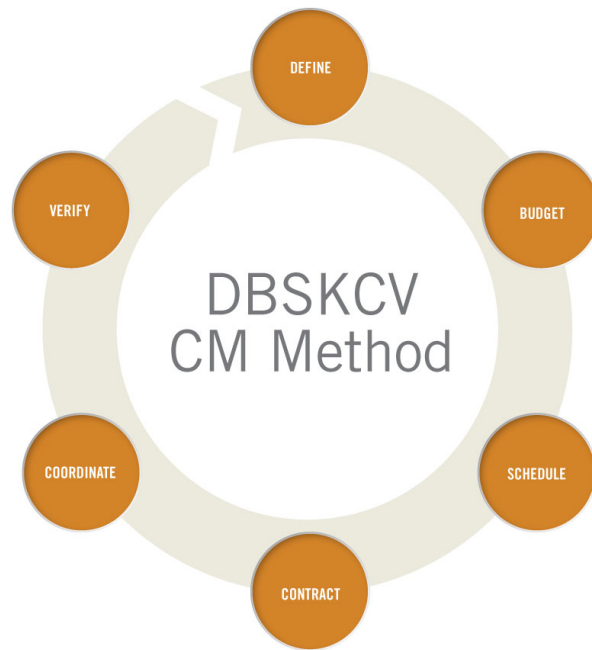 DEFINE
BUDGET
SCHEDULE
CONTRACT
COORDINATE
VERIFY
DBSKCV
CM Method